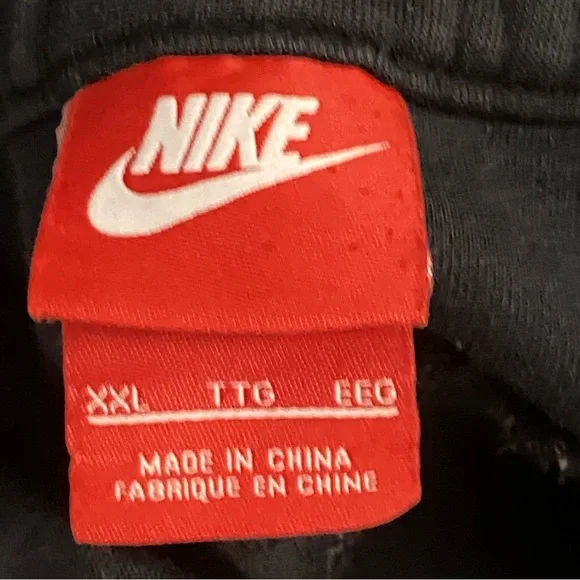 NIKE
XXL TTG EEG
MADE IN CHINA
FABRIQUE EN CHINE